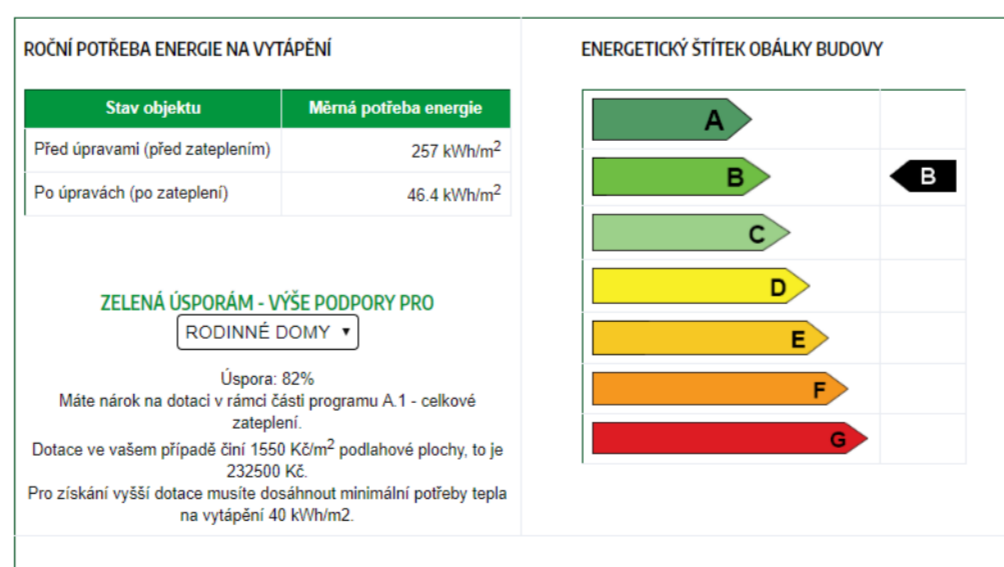 ROČNÍ POTŘEBA ENERGIE NA VYTÁPĚNÍ
Stav objektu Měrná potřeba energie
Před úpravami (před zateplením) 257 kWh/m2
Po úpravách (po zateplení) 46.4 kWh/m2
ZELENÁ ÚSPORÁM - VÝŠE PODPORY PRO
RODINNÉ DOMY
Úspora: 82%
Máte nárok na dotaci v rámci části programu A.1 - celkové
zateplení.
Dotace ve vašem případě činí 1550 Kč/m2 podlahové plochy, to je
232500 Kč.
Pro získání vyšší dotace musíte dosáhnout minimální potřeby tepla
na vytápění 40 kWh/m2.
ENERGETICKÝ ŠTÍTEK OBÁLKY BUDOVY
A
B B
C
D
E
F
G